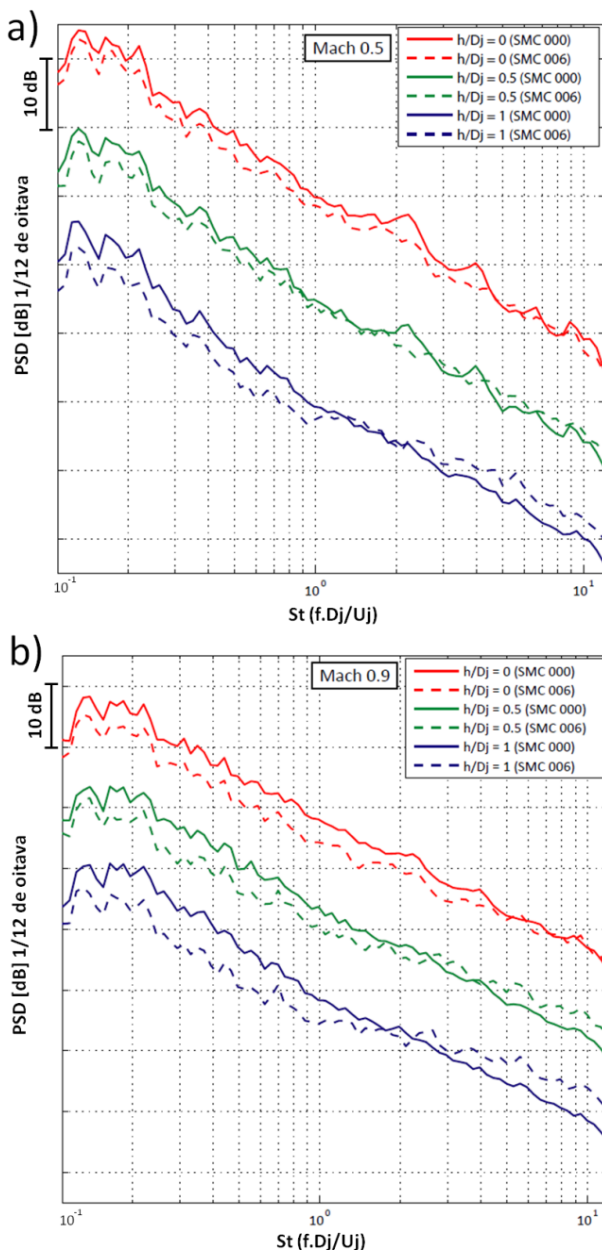 a)
Mach 0.5
h/Dj = 0 (SMC 000)
h/Dj = 0 (SMC 006)
h/Dj = 0.5 (SMC 000)
h/Dj = 0.5 (SMC 006)
h/Dj = 1 (SMC 000)
h/Dj = 1 (SMC 006)
10 dB
PSD [dB] 1/12 de oitava
10⁻¹ 10⁰ 10¹
St (f.Dj/Uj)
b)
Mach 0.9
h/Dj = 0 (SMC 000)
h/Dj = 0 (SMC 006)
h/Dj = 0.5 (SMC 000)
h/Dj = 0.5 (SMC 006)
h/Dj = 1 (SMC 000)
h/Dj = 1 (SMC 006)
10 dB
PSD [dB] 1/12 de oitava
10⁻¹ 10⁰ 10¹
St (f.Dj/Uj)